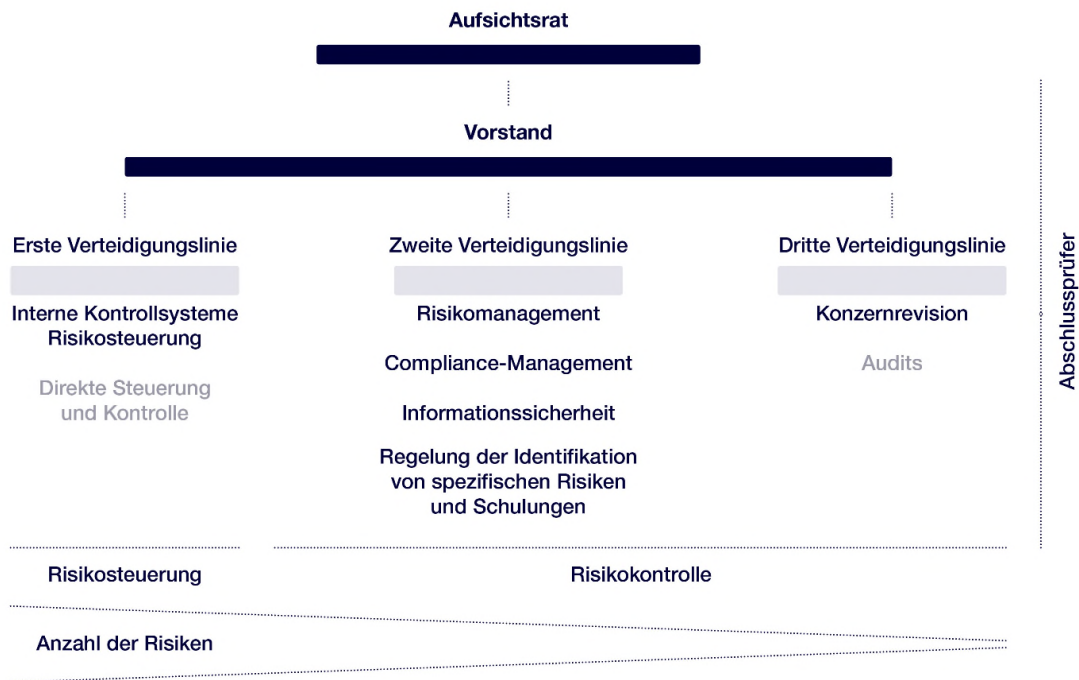 Aufsichtsrat
Vorstand
Erste Verteidigungslinie
Interne Kontrollsysteme
Risikosteuerung
Direkte Steuerung
und Kontrolle
Zweite Verteidigungslinie
Risikomanagement
Compliance-Management
Informationssicherheit
Regelung der Identifikation
von spezifischen Risiken
und Schulungen
Dritte Verteidigungslinie
Konzernrevision
Audits
Abschlussprüfer
Risikosteuerung
Risikokontrolle
Anzahl der Risiken